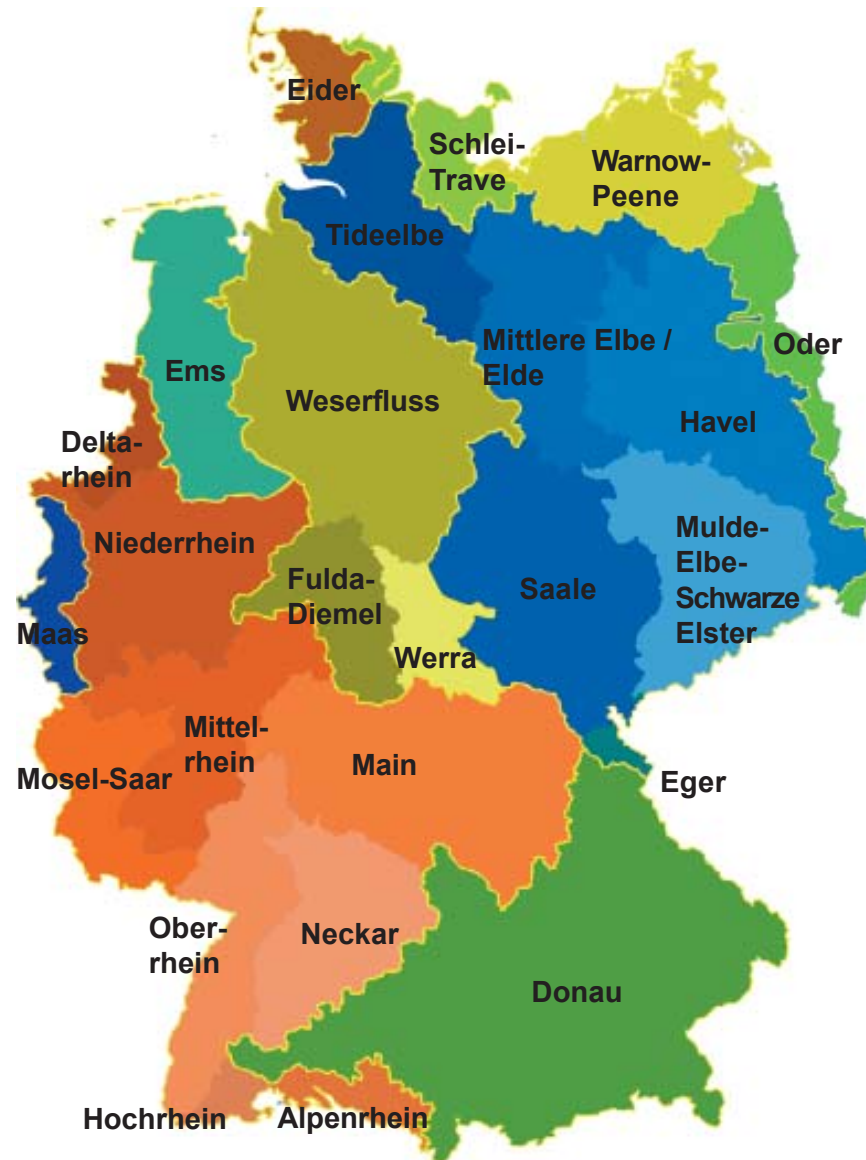 Eider
Schlei-
Trave
Warnow-
Peene
Tideelbe
Mittlere Elbe /
Elde
Oder
Ems
Weserfluss
Havel
Delta-
rhein
Niederrhein
Mulde-
Elbe-
Schwarze
Elster
Fulda-
Diemel
Saale
Maas
Werra
Mittel-
rhein
Main
Mosel-Saar
Eger
Ober-
rhein
Neckar
Donau
Hochrhein
Alpenrhein